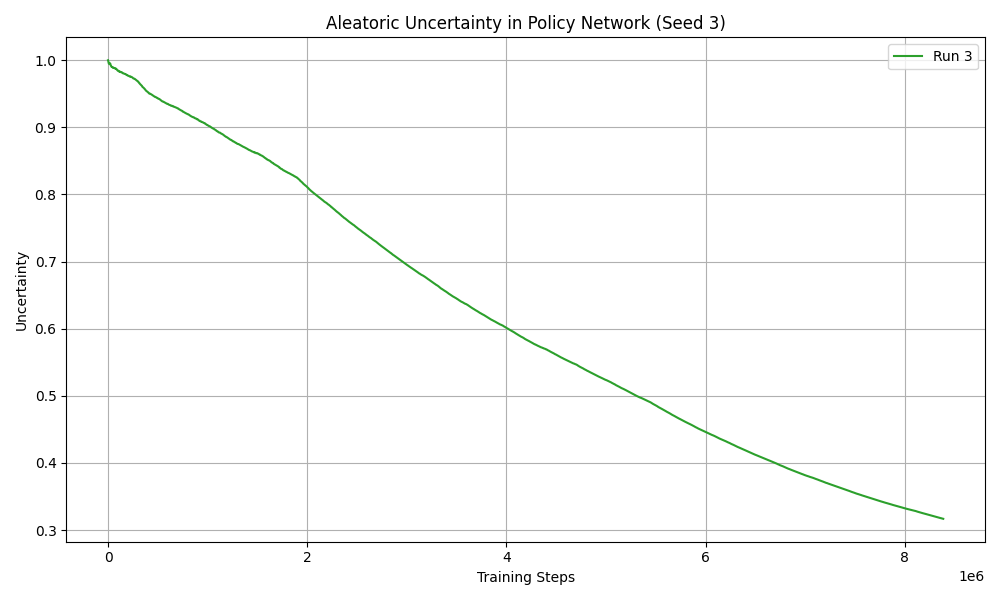 Aleatoric Uncertainty in Policy Network (Seed 3)
Run 3
1.0
0.9
0.8
0.7
0.6
0.5
0.4
0.3
Uncertainty
0 2 4 6 8
1e6
Training Steps